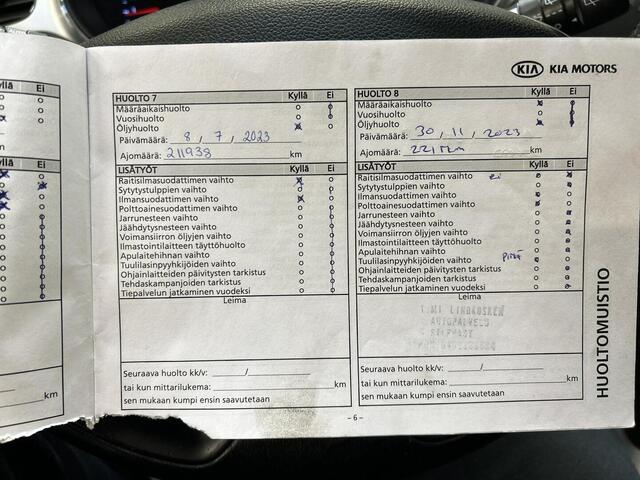 KIA KIA MOTORS
yllä Ei
HUOLTO 7 Kyllä Ei
Määräaikaishuolto
Vuosihuolto
Öljyhuolto
Päivämäärä: 8, 7, 2023
Ajomäärä: 211938 km
LISÄTYÖT Kyllä Ei
Raitisilmasuodattimen vaihto
Sytytystulppien vaihto
Ilmansuodattimen vaihto
Polttoainesuodattimen vaihto
Jarrunesteen vaihto
Jäähdytysnesteen vaihto
Voimansiirron öljyjen vaihto
Ilmastointilaitteen täyttöhuolto
Apulaitehihnan vaihto
Tuulilasinpyyhkijöiden vaihto
Ohjainlaitteiden päivitysten tarkistus
Tehdaskampanjoiden tarkistus
Tiepalvelun jatkaminen vuodeksi
Leima
Seuraava huolto kk/v: /
tai kun mittarilukema: km
sen mukaan kumpi ensin saavutetaan
HUOLTO 8 Kyllä Ei
Määräaikaishuolto
Vuosihuolto
Öljyhuolto
Päivämäärä: 30, 11, 2023
Ajomäärä: km
LISÄTYÖT Kyllä Ei
Raitisilmasuodattimen vaihto
Sytytystulppien vaihto
Ilmansuodattimen vaihto
Polttoainesuodattimen vaihto
Jarrunesteen vaihto
Jäähdytysnesteen vaihto
Voimansiirron öljyjen vaihto
Ilmastointilaitteen täyttöhuolto
Apulaitehihnan vaihto
Tuulilasinpyyhkijöiden vaihto
Ohjainlaitteiden päivitysten tarkistus
Tehdaskampanjoiden tarkistus
Tiepalvelun jatkaminen vuodeksi
Leima
AUTOPALVELU
Seuraava huolto kk/v: /
tai kun mittarilukema: km
sen mukaan kumpi ensin saavutetaan
HUOLTOMUISTIO
yllä Ei
km
- 6 -